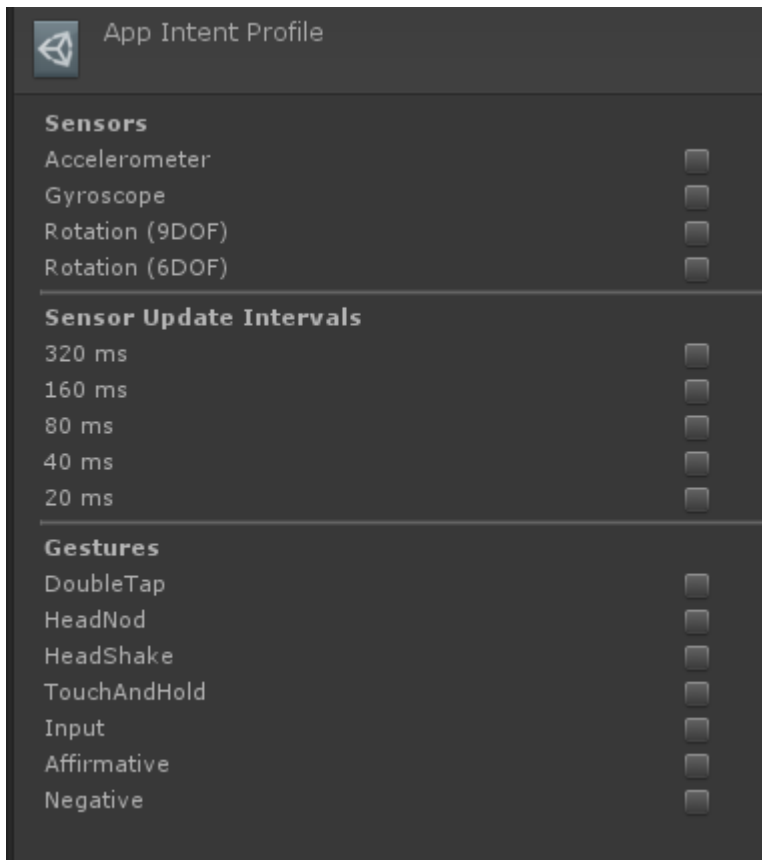 App Intent Profile
Sensors
Accelerometer
Gyroscope
Rotation (9DOF)
Rotation (6DOF)
Sensor Update Intervals
320 ms
160 ms
80 ms
40 ms
20 ms
Gestures
DoubleTap
HeadNod
HeadShake
TouchAndHold
Input
Affirmative
Negative